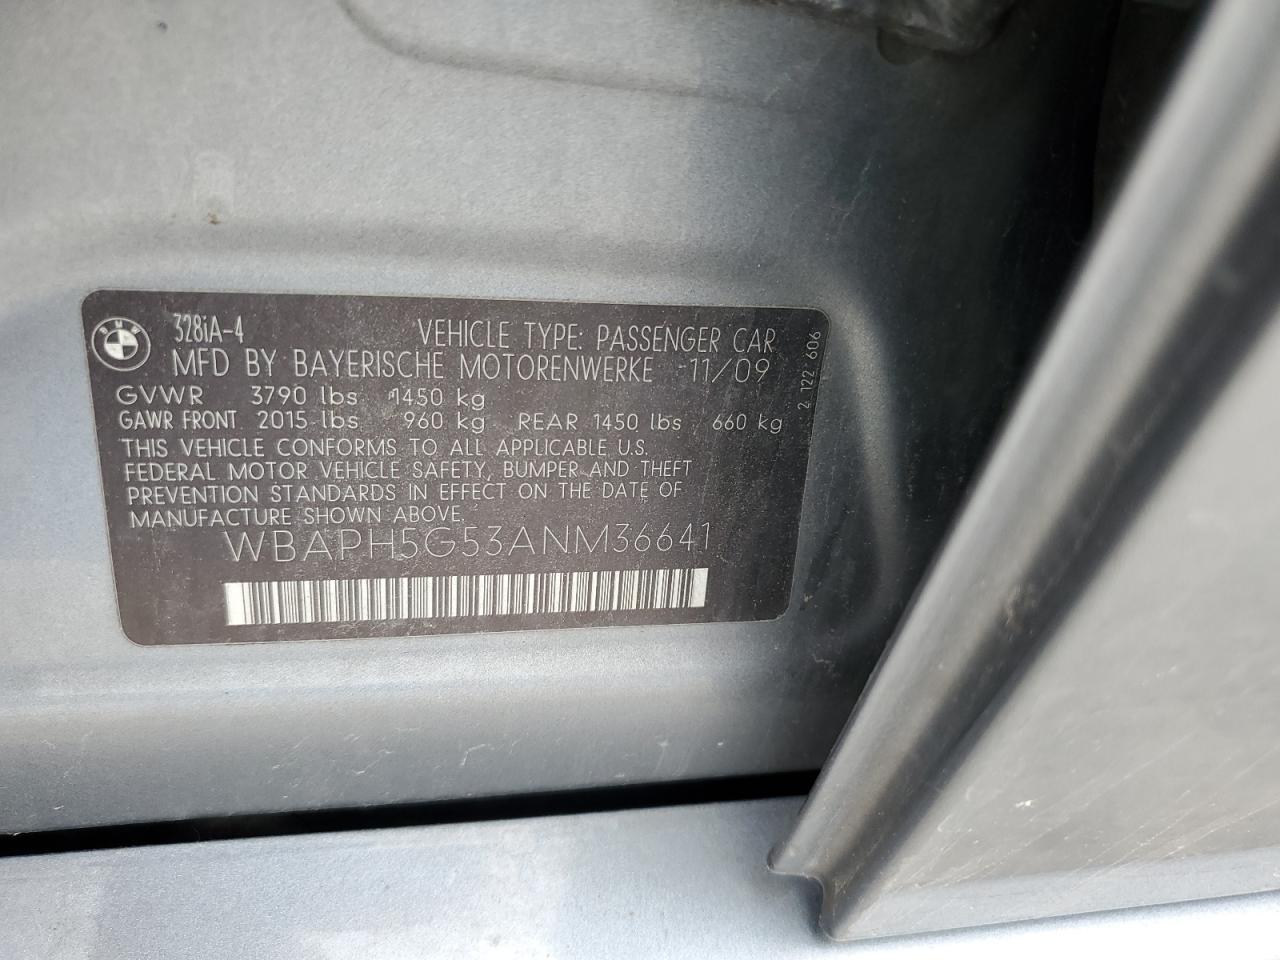 BMW
328iA-4 VEHICLE TYPE: PASSENGER CAR
MFD BY BAYERISCHE MOTORENWERKE -11/09
GVWR 3790 lbs 1450 kg
GAWR FRONT 2015 lbs 960 kg REAR 1450 lbs 660 kg
THIS VEHICLE CONFORMS TO ALL APPLICABLE U.S.
FEDERAL MOTOR VEHICLE SAFETY, BUMPER AND THEFT
PREVENTION STANDARDS IN EFFECT ON THE DATE OF
MANUFACTURE SHOWN ABOVE.
WBAPH5G53ANM36641
2 122 606